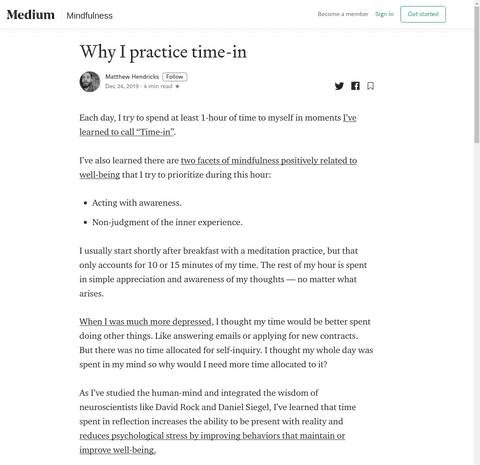 Medium Mindfulness Become a member Sign in Get started
Why I practice time-in
Matthew Hendricks Follow
Dec 24, 2019 · 4 min read ★
Each day, I try to spend at least 1-hour of time to myself in moments I’ve
learned to call “Time-in”.
I’ve also learned there are two facets of mindfulness positively related to
well-being that I try to prioritize during this hour:
• Acting with awareness.
• Non-judgment of the inner experience.
I usually start shortly after breakfast with a meditation practice, but that
only accounts for 10 or 15 minutes of my time. The rest of my hour is spent
in simple appreciation and awareness of my thoughts — no matter what
arises.
When I was much more depressed, I thought my time would be better spent
doing other things. Like answering emails or applying for new contracts.
But there was no time allocated for self-inquiry. I thought my whole day was
spent in my mind so why would I need more time allocated to it?
As I’ve studied the human-mind and integrated the wisdom of
neuroscientists like David Rock and Daniel Siegel, I’ve learned that time
spent in reflection increases the ability to be present with reality and
reduces psychological stress by improving behaviors that maintain or
improve well-being.